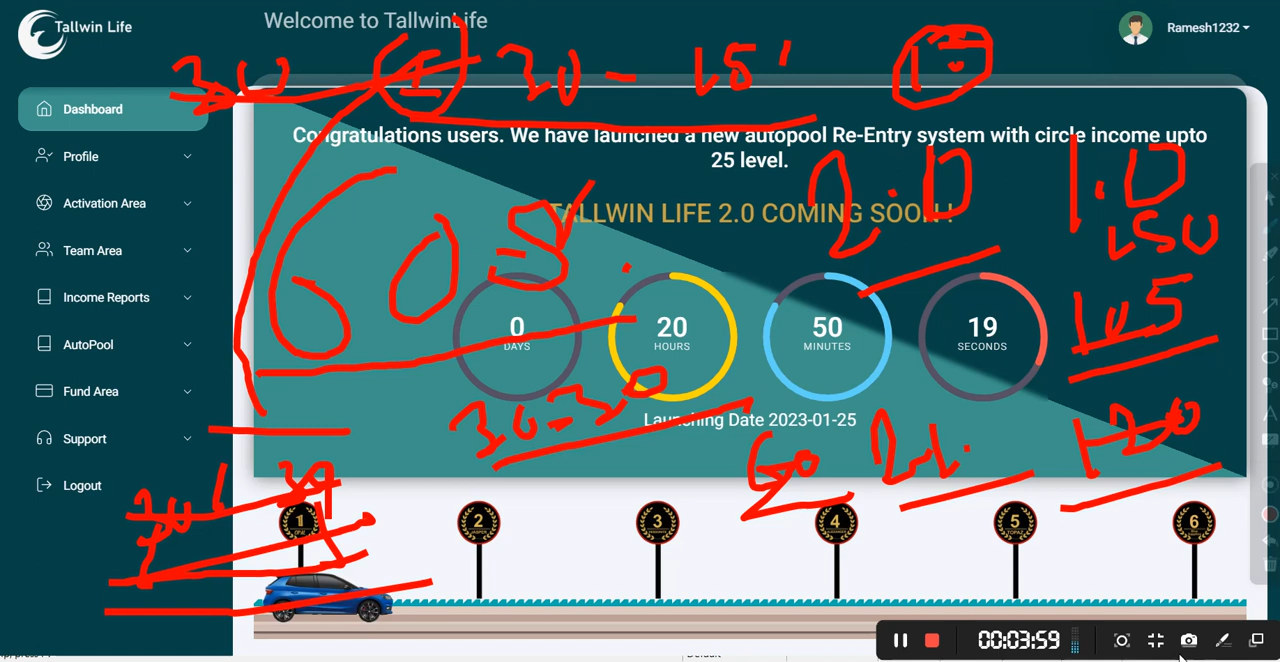 Tallwin Life
Welcome to TallwinLife
Ramesh1232
Dashboard
Profile
Activation Area
Team Area
Income Reports
AutoPool
Fund Area
Support
Logout
30
30 - 15
Congratulations users. We have launched a new autopool Re-Entry system with circle income upto
25 level.
TALLWIN LIFE 2.0 COMING SOON !
2.0
1.0
150
105
120
60
0
DAYS
20
HOURS
50
MINUTES
19
SECONDS
Launching Date 2023-01-25
1
2
3
4
5
6
00:03:59